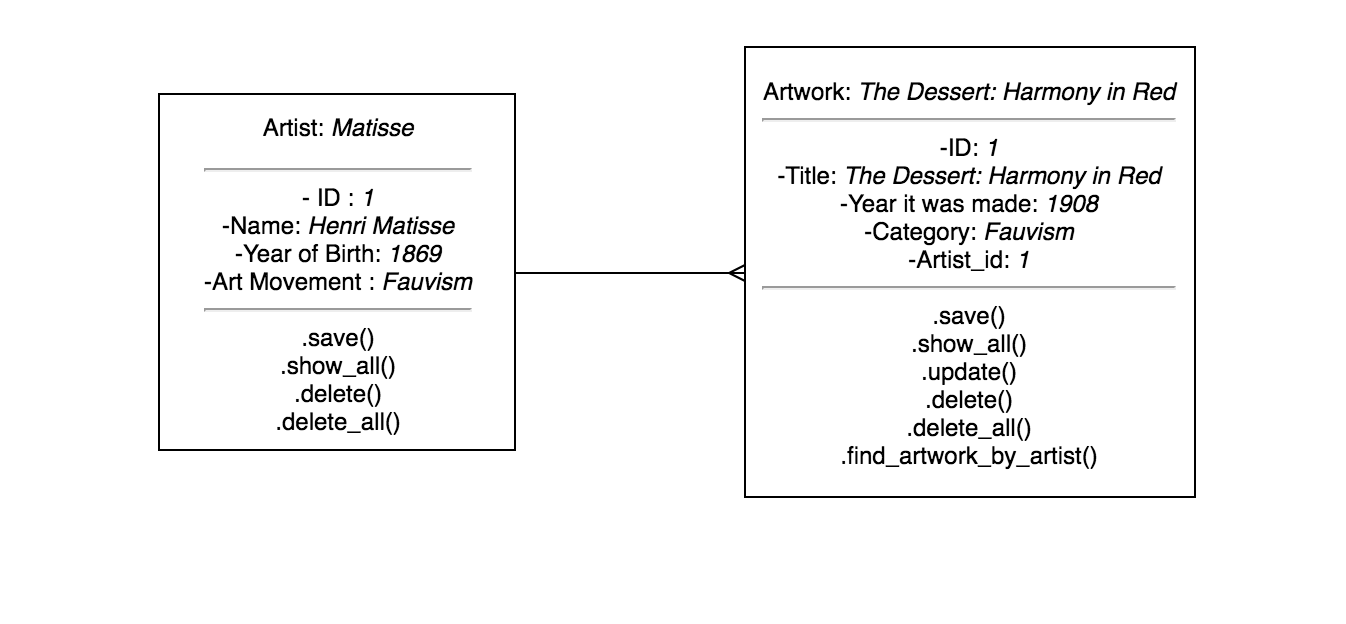 Artist: Matisse
- ID : 1
-Name: Henri Matisse
-Year of Birth: 1869
-Art Movement : Fauvism
.save()
.show_all()
.delete()
.delete_all()
Artwork: The Dessert: Harmony in Red
-ID: 1
-Title: The Dessert: Harmony in Red
-Year it was made: 1908
-Category: Fauvism
-Artist_id: 1
.save()
.show_all()
.update()
.delete()
.delete_all()
.find_artwork_by_artist()